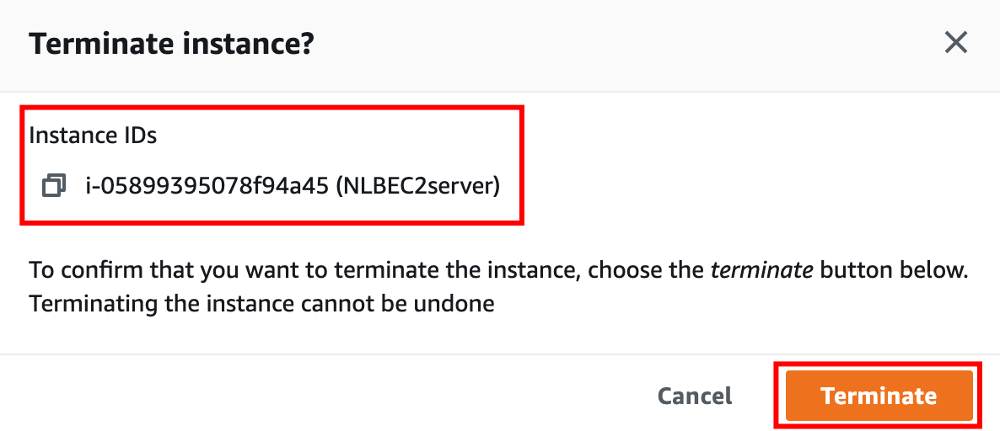 Terminate instance?
Instance IDs
i-05899395078f94a45 (NLBEC2server)
To confirm that you want to terminate the instance, choose the terminate button below.
Terminating the instance cannot be undone
Cancel
Terminate